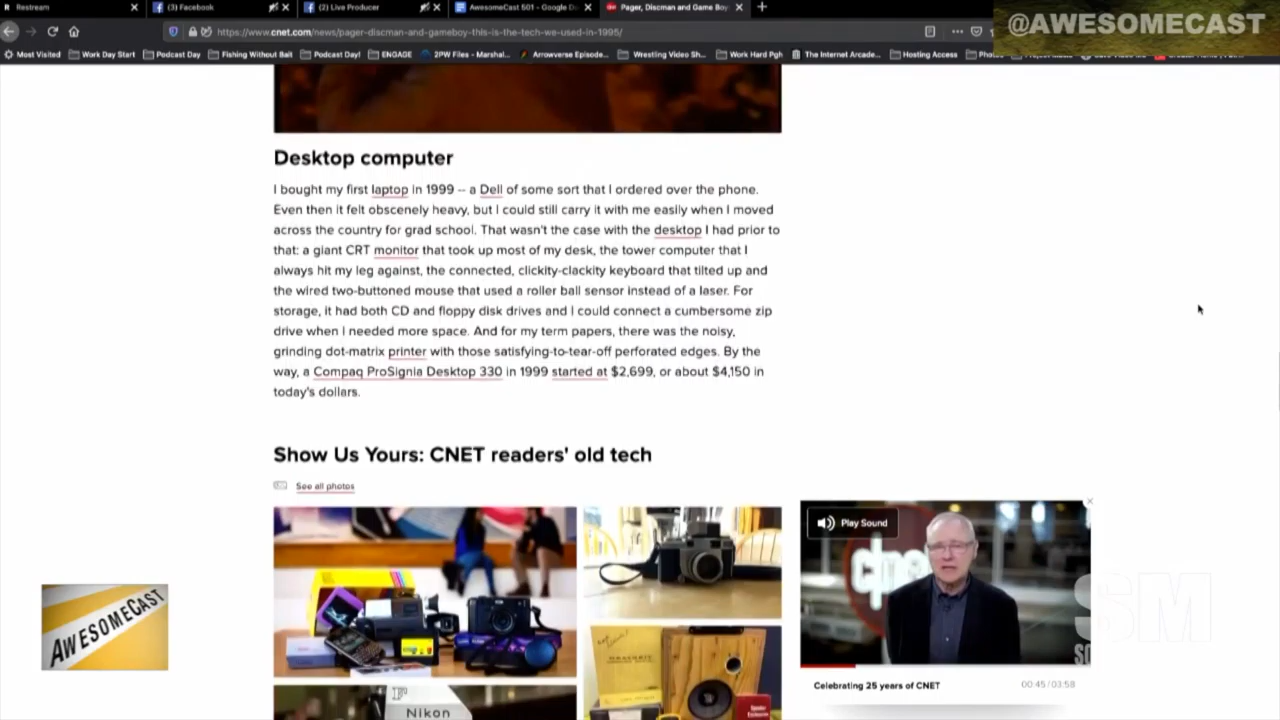 Restream
(3) Facebook
(2) Live Producer
AwesomeCast 501 - Google D
Pager, Discman and Game Boy
@AWESOMECAST
https://www.cnet.com/news/pager-discman-and-gameboy-this-is-the-tech-we-used-in-1995/
Most Visited
Work Day Start
Podcast Day
Fishing Without Bait
Podcast Day!
ENGAGE
2PW Files - Marshal...
Arrowverse Episode...
Wrestling Video Sh...
Work Hard Pgh
The Internet Arcade...
Hosting Access
Desktop computer
I bought my first laptop in 1999 -- a Dell of some sort that I ordered over the phone.
Even then it felt obscenely heavy, but I could still carry it with me easily when I moved
across the country for grad school. That wasn't the case with the desktop I had prior to
that: a giant CRT monitor that took up most of my desk, the tower computer that I
always hit my leg against, the connected, clickity-clackity keyboard that tilted up and
the wired two-buttoned mouse that used a roller ball sensor instead of a laser. For
storage, it had both CD and floppy disk drives and I could connect a cumbersome zip
drive when I needed more space. And for my term papers, there was the noisy,
grinding dot-matrix printer with those satisfying-to-tear-off perforated edges. By the
way, a Compaq ProSignia Desktop 330 in 1999 started at $2,699, or about $4,150 in
today's dollars.
Show Us Yours: CNET readers' old tech
See all photos
Play Sound
AWESOMECAST
SM
Nikon
Celebrating 25 years of CNET
00:45 / 03:58